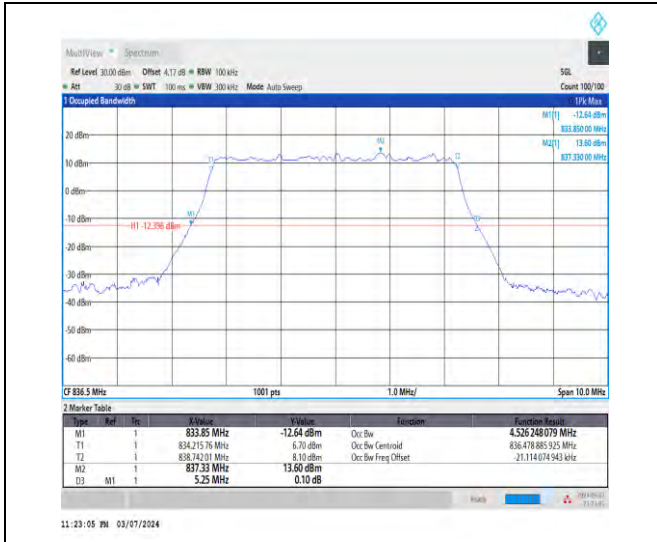 MultiView Spectrum
Ref Level 30.00 dBm Offset 4.17 dB RBW 100 kHz SGL
Att 30 dB SWT 100 ms VBW 300 kHz Mode Auto Sweep Count 100/100
1 Occupied Bandwidth 1Pk Max
M1[1] -12.64 dBm
833.850 00 MHz
M2[1] 13.60 dBm
837.330 00 MHz
20 dBm
M2
T1
10 dBm
0 dBm
-10 dBm
M1
H1 -12.396 dBm
-20 dBm
-30 dBm
-40 dBm
-50 dBm
-60 dBm
CF 836.5 MHz 1001 pts 1.0 MHz/ Span 10.0 MHz
2 Marker Table
Type Ref Trc X-Value Y-Value Function Function Result
M1 1 833.85 MHz -12.64 dBm Occ Bw 4.526 248 079 MHz
T1 1 834.215 76 MHz 6.70 dBm Occ Bw Centroid 836.478 885 925 MHz
T2 1 838.742 01 MHz 8.10 dBm Occ Bw Freq Offset -21.114 074 943 kHz
M2 1 837.33 MHz 13.60 dBm
D3 M1 1 5.25 MHz 0.10 dB
11:23:05 PM 03/07/2024